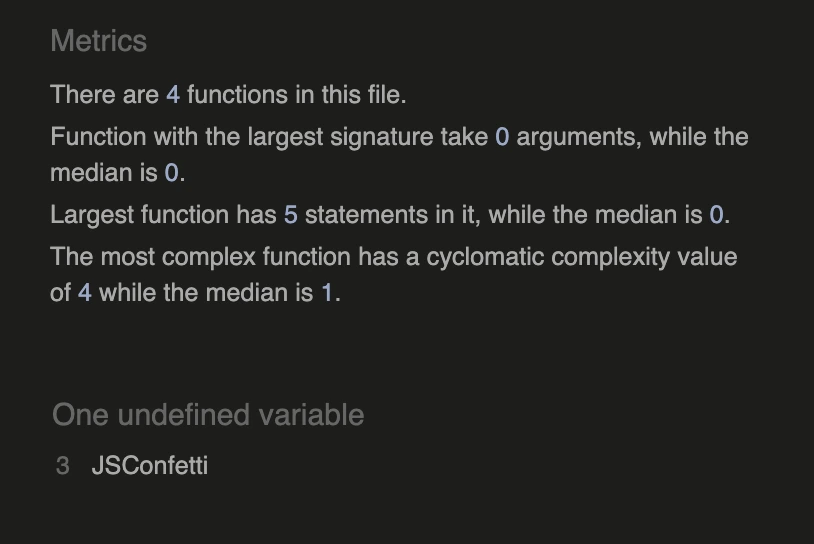 Metrics
There are 4 functions in this file.
Function with the largest signature take 0 arguments, while the
median is 0.
Largest function has 5 statements in it, while the median is 0.
The most complex function has a cyclomatic complexity value
of 4 while the median is 1.
One undefined variable
3 JSConfetti